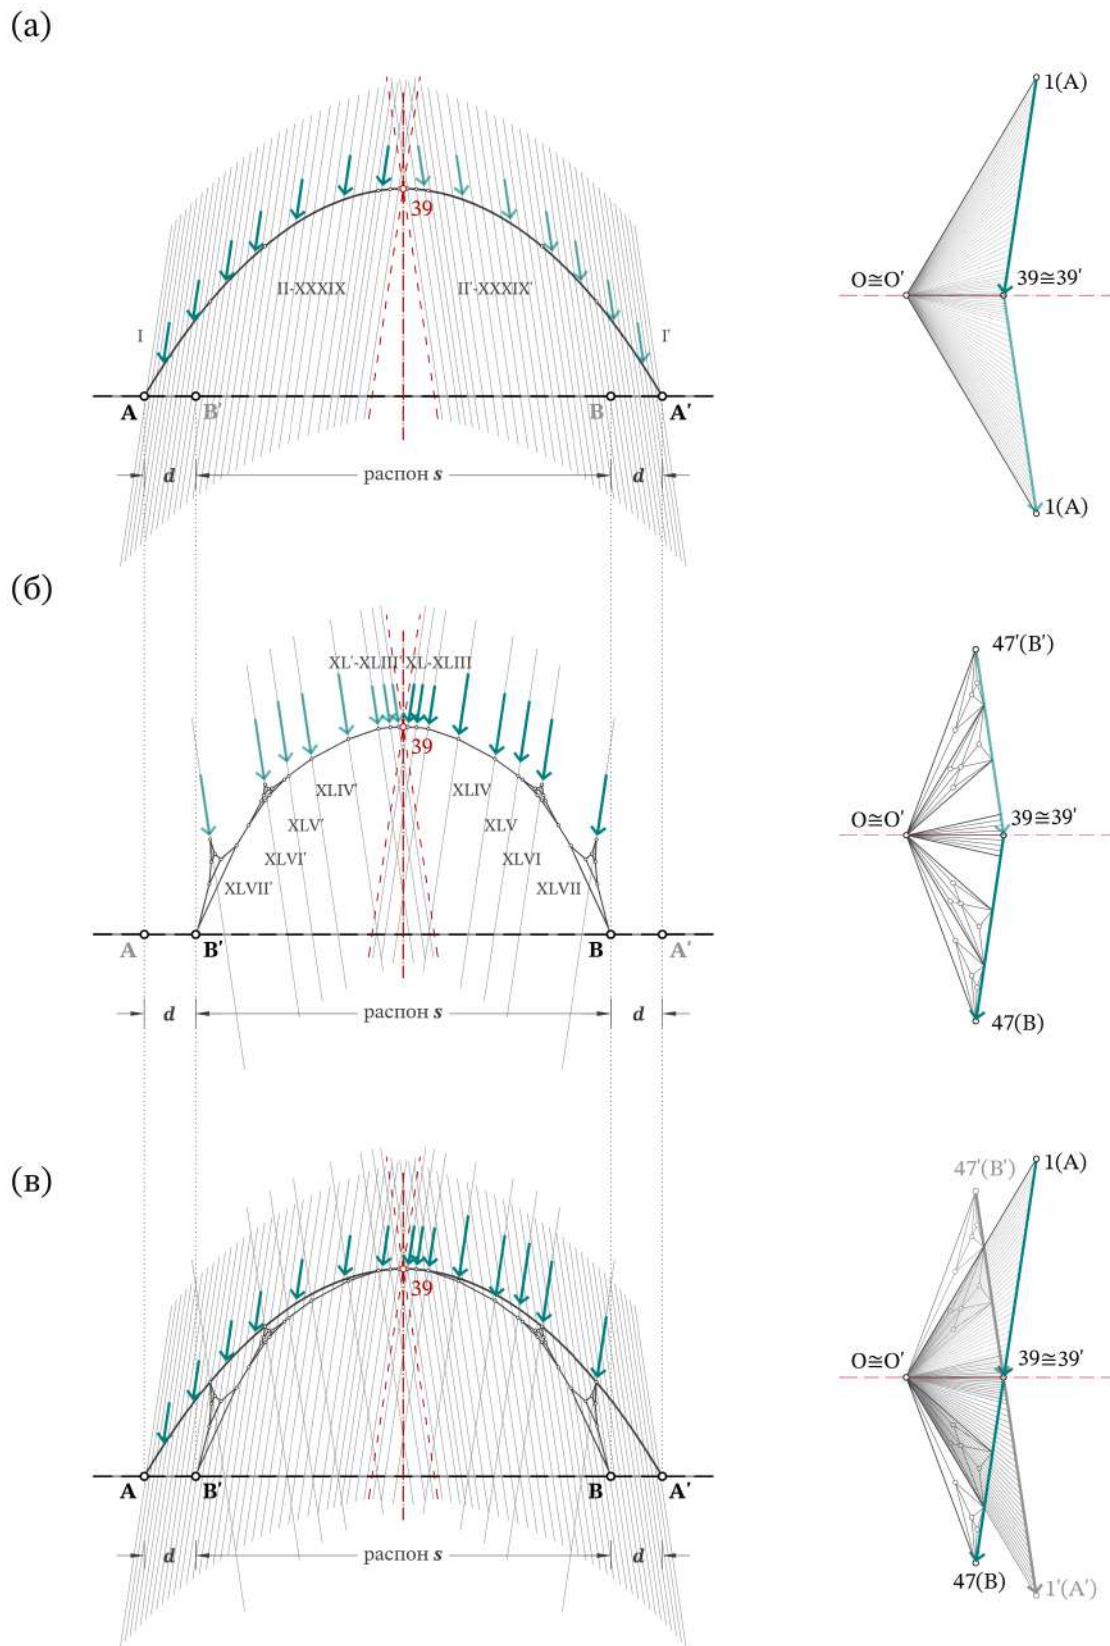 (а)
1(A)
39
O≅O′ 39≅39′
II-XXXIX II′-XXXIX′
I I′
A B′ B A′
d распон s d
1(A)
(б)
47′(B′)
XL′-XLIII′ XL-XLIII
39
XLIV′ XLIV
O≅O′ 39≅39′
XLV′ XLV
XLVI′ XLVI
XLVII′ XLVII
A B′ B A′
d распон s d
47(B)
(в)
47′(B′) 1(A)
39
O≅O′ 39≅39′
A B′ B A′
d распон s d
47(B) 1′(A′)